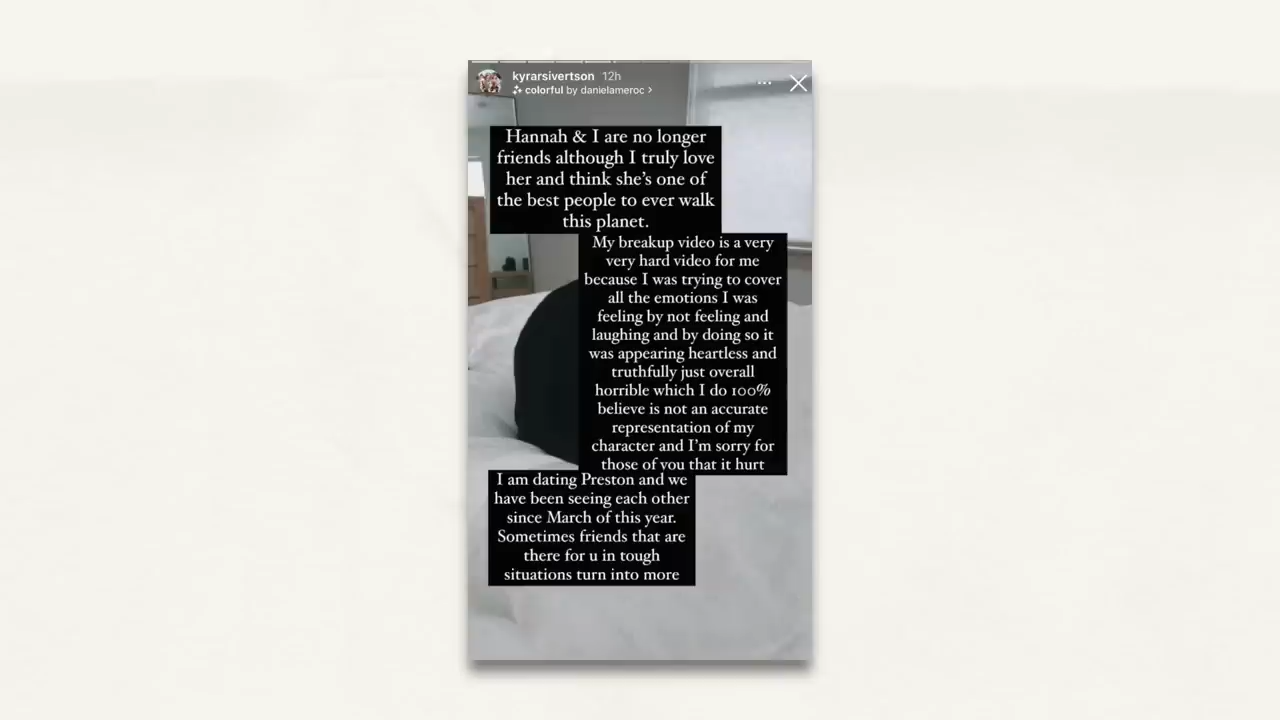 kyrarsivertson 12h
colorful by danielameroc >
Hannah & I are no longer
friends although I truly love
her and think she's one of
the best people to ever walk
this planet.
My breakup video is a very
very hard video for me
because I was trying to cover
all the emotions I was
feeling by not feeling and
laughing and by doing so it
was appearing heartless and
truthfully just overall
horrible which I do 100%
believe is not an accurate
representation of my
character and I'm sorry for
those of you that it hurt
I am dating Preston and we
have been seeing each other
since March of this year.
Sometimes friends that are
there for u in tough
situations turn into more